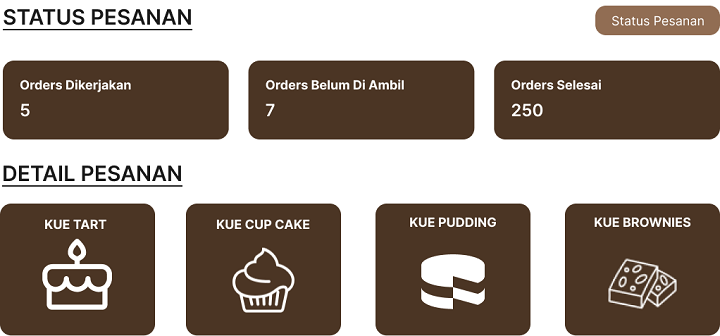 STATUS PESANAN
Status Pesanan
Orders Dikerjakan
5
Orders Belum Di Ambil
7
Orders Selesai
250
DETAIL PESANAN
KUE TART
KUE CUP CAKE
KUE PUDDING
KUE BROWNIES